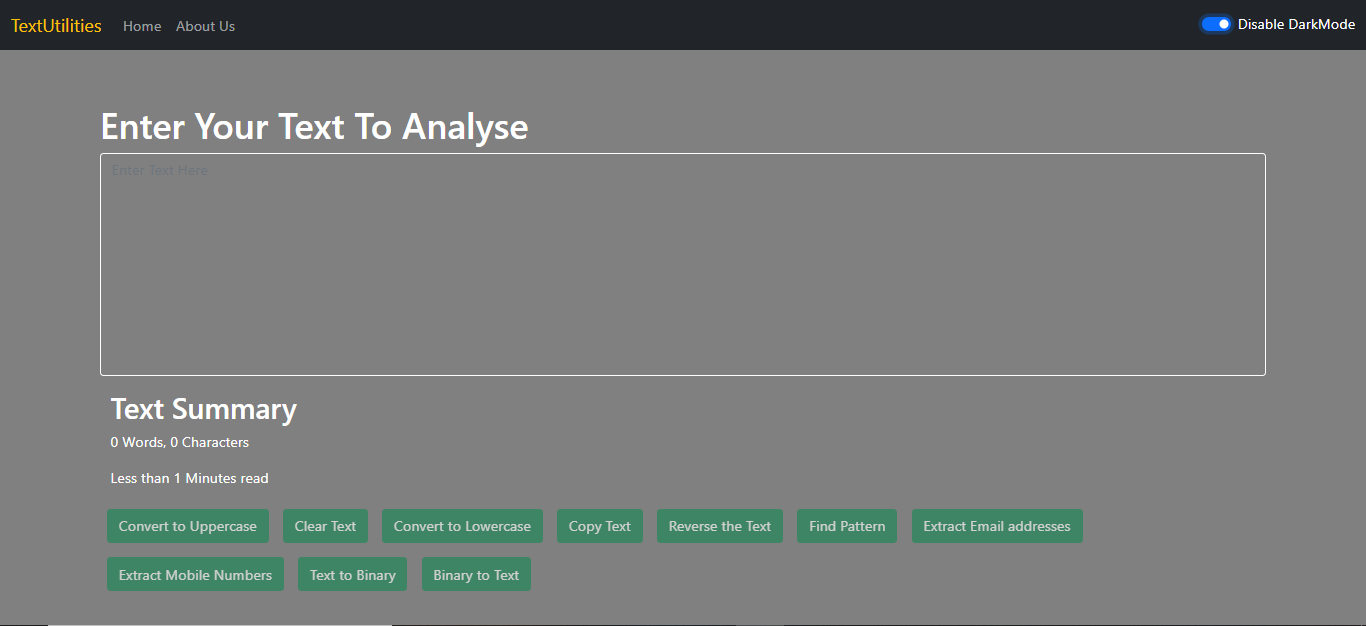 TextUtilities Home About Us Disable DarkMode
Enter Your Text To Analyse
Enter Text Here
Text Summary
0 Words, 0 Characters
Less than 1 Minutes read
Convert to Uppercase Clear Text Convert to Lowercase Copy Text Reverse the Text Find Pattern Extract Email addresses
Extract Mobile Numbers Text to Binary Binary to Text